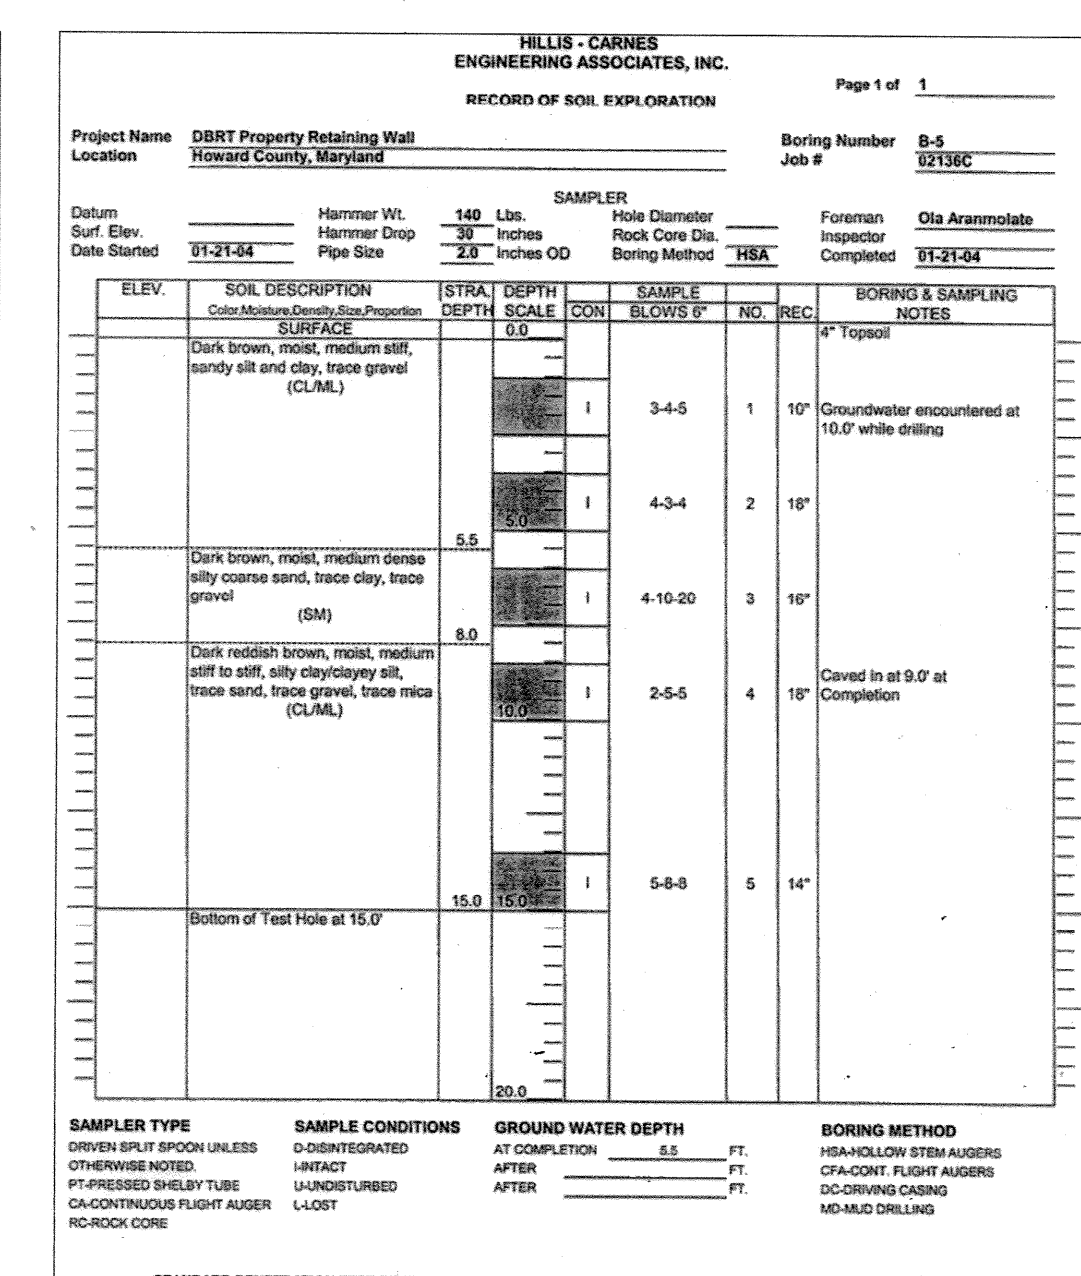 HILLIS - CARNES
ENGINEERING ASSOCIATES, INC.
Page 1 of 1
RECORD OF SOIL EXPLORATION
Project Name DBRT Property Retaining Wall
Boring Number B-5
Location Howard County, Maryland
Job # 02136C
SAMPLER
Datum Hammer Wt. 140 Lbs. Hole Diameter Foreman Ola Aranmolate
Surf. Elev. Hammer Drop 30 Inches Rock Core Dia. Inspector
Date Started 01-21-04 Pipe Size 2.0 Inches OD Boring Method HSA Completed 01-21-04
ELEV. SOIL DESCRIPTION STRA. DEPTH SAMPLE BORING & SAMPLING
Color,Moisture,Density,Size,Proportion DEPTH SCALE CON BLOWS 6" NO. REC. NOTES
SURFACE 0.0 4" Topsoil
Dark brown, moist, medium stiff,
sandy silt and clay, trace gravel
(CL/ML)
I 3-4-5 1 10" Groundwater encountered at
10.0' while drilling
I 4-3-4 2 18"
5.0
5.5
Dark brown, moist, medium dense
silty coarse sand, trace clay, trace
gravel
I 4-10-20 3 16"
(SM)
8.0
Dark reddish brown, moist, medium
stiff to stiff, silty clay/clayey silt,
trace sand, trace gravel, trace mica
(CL/ML)
I 2-5-5 4 18" Caved in at 9.0' at
Completion
10.0
I 5-8-8 5 14"
15.0 15.0
Bottom of Test Hole at 15.0'
20.0
SAMPLER TYPE SAMPLE CONDITIONS GROUND WATER DEPTH BORING METHOD
DRIVEN SPLIT SPOON UNLESS D-DISINTEGRATED AT COMPLETION 5.5 FT. HSA-HOLLOW STEM AUGERS
OTHERWISE NOTED. I-INTACT AFTER FT. CFA-CONT. FLIGHT AUGERS
PT-PRESSED SHELBY TUBE U-UNDISTURBED AFTER FT. DC-DRIVING CASING
CA-CONTINUOUS FLIGHT AUGER L-LOST MD-MUD DRILLING
RC-ROCK CORE